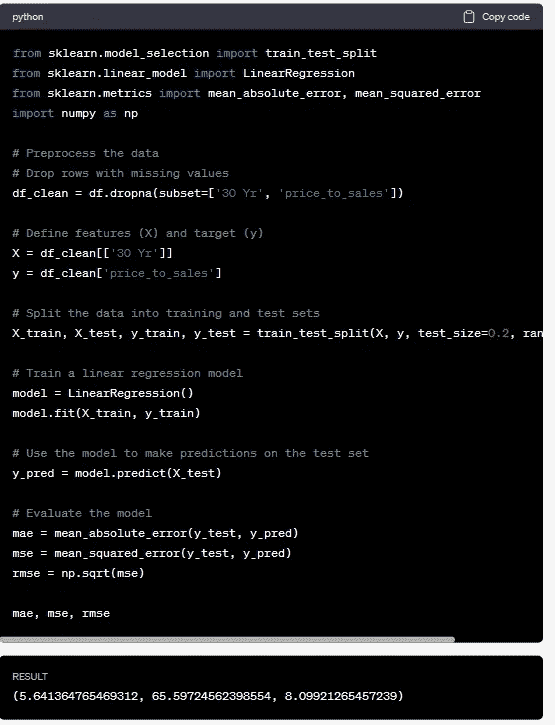 python
Copy code
from sklearn.model_selection import train_test_split
from sklearn.linear_model import LinearRegression
from sklearn.metrics import mean_absolute_error, mean_squared_error
import numpy as np
# Preprocess the data
# Drop rows with missing values
df_clean = df.dropna(subset=['30 Yr', 'price_to_sales'])
# Define features (X) and target (y)
X = df_clean[['30 Yr']]
y = df_clean['price_to_sales']
# Split the data into training and test sets
X_train, X_test, y_train, y_test = train_test_split(X, y, test_size=0.2, ran
# Train a linear regression model
model = LinearRegression()
model.fit(X_train, y_train)
# Use the model to make predictions on the test set
y_pred = model.predict(X_test)
# Evaluate the model
mae = mean_absolute_error(y_test, y_pred)
mse = mean_squared_error(y_test, y_pred)
rmse = np.sqrt(mse)
mae, mse, rmse
RESULT
(5.641364765469312, 65.59724562398554, 8.09921265457239)